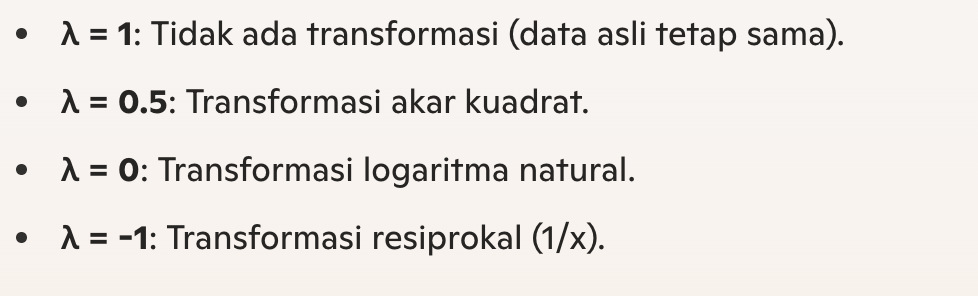 • λ = 1: Tidak ada transformasi (data asli tetap sama).
• λ = 0.5: Transformasi akar kuadrat.
• λ = 0: Transformasi logaritma natural.
• λ = -1: Transformasi resiprokal (1/x).